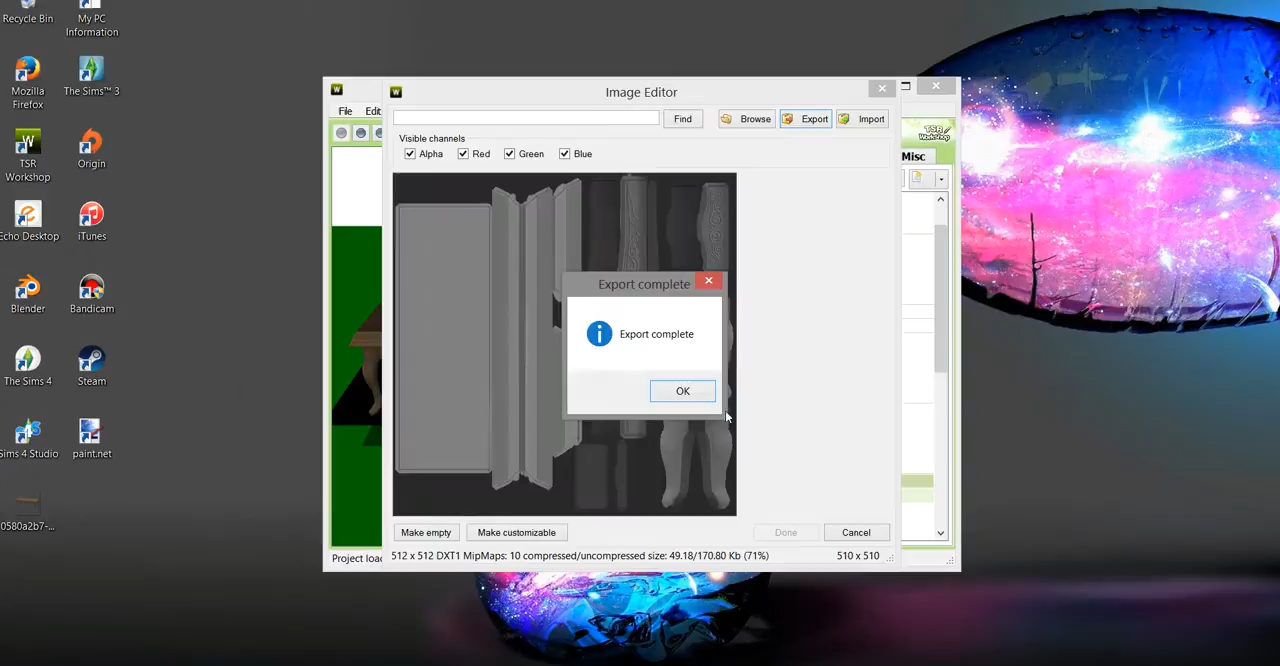 Recycle Bin
My PC
Information
Mozilla
Firefox
The Sims™ 3
TSR
Workshop
Origin
Echo Desktop
iTunes
Blender
Bandicam
The Sims 4
Steam
Sims 4 Studio
paint.net
0580a2b7-...
File
Edit
Image Editor
Find
Browse
Export
Import
Visible channels
Alpha
Red
Green
Blue
TSR
Workshop
Misc
Export complete
Export complete
OK
Make empty
Make customizable
Done
Cancel
512 x 512 DXT1 MipMaps: 10 compressed/uncompressed size: 49.18/170.80 Kb (71%)
510 x 510
Project load